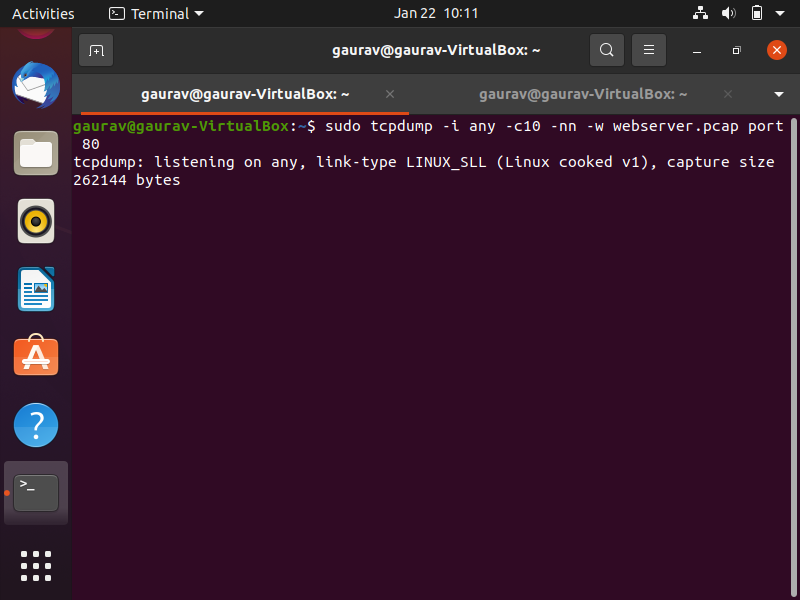 Activities Terminal Jan 22 10:11
gaurav@gaurav-VirtualBox: ~
gaurav@gaurav-VirtualBox: ~ gaurav@gaurav-VirtualBox: ~
gaurav@gaurav-VirtualBox:~$ sudo tcpdump -i any -c10 -nn -w webserver.pcap port
80
tcpdump: listening on any, link-type LINUX_SLL (Linux cooked v1), capture size
262144 bytes